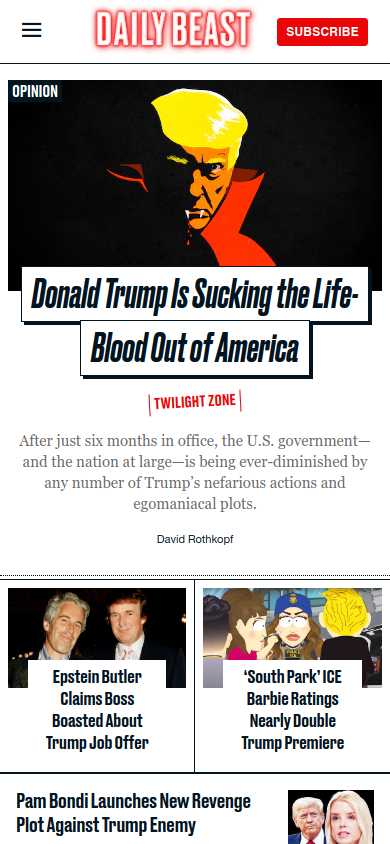 DAILY BEAST
SUBSCRIBE
OPINION
Donald Trump Is Sucking the Life-
Blood Out of America
TWILIGHT ZONE
After just six months in office, the U.S. government—
and the nation at large—is being ever-diminished by
any number of Trump’s nefarious actions and
egomaniacal plots.
David Rothkopf
Epstein Butler
Claims Boss
Boasted About
Trump Job Offer
‘South Park’ ICE
Barbie Ratings
Nearly Double
Trump Premiere
Pam Bondi Launches New Revenge
Plot Against Trump Enemy